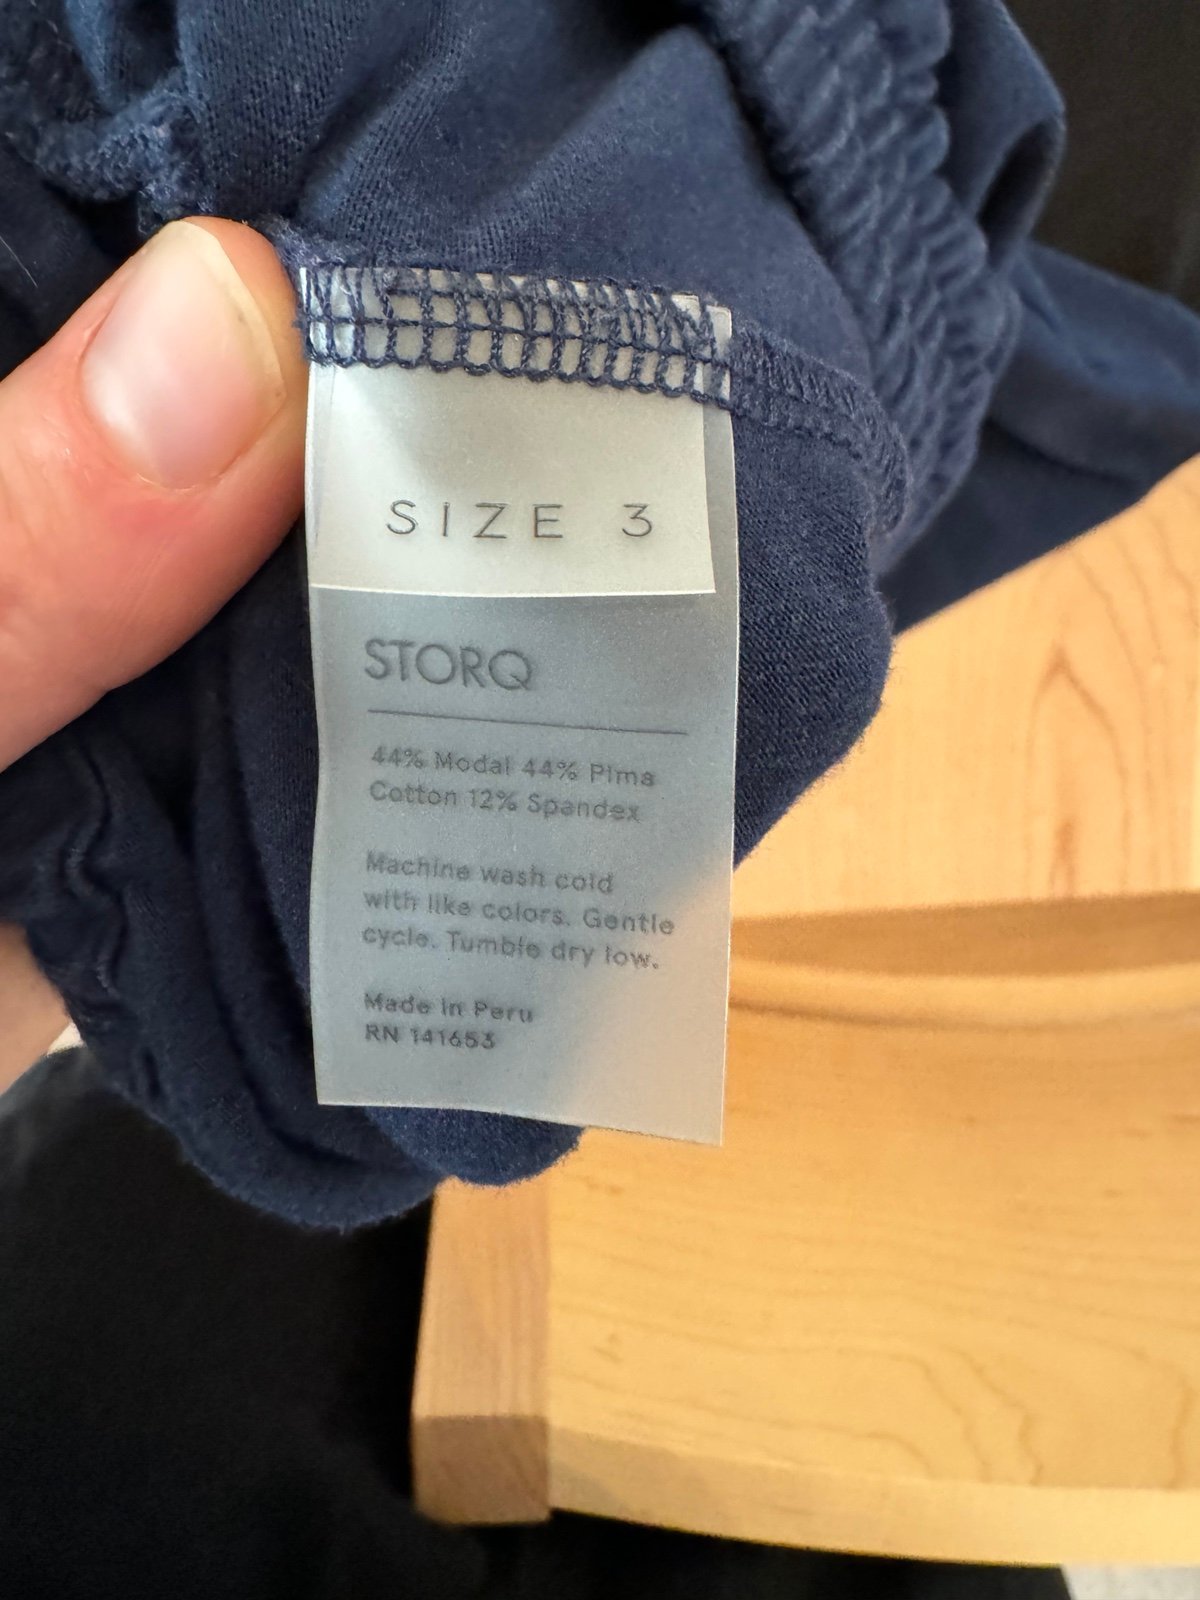 SIZE 3
STORQ
44% Modal 44% Pima
Cotton 12% Spandex
Machine wash cold
with like colors. Gentle
cycle. Tumble dry low.
Made in Peru
RN 141653